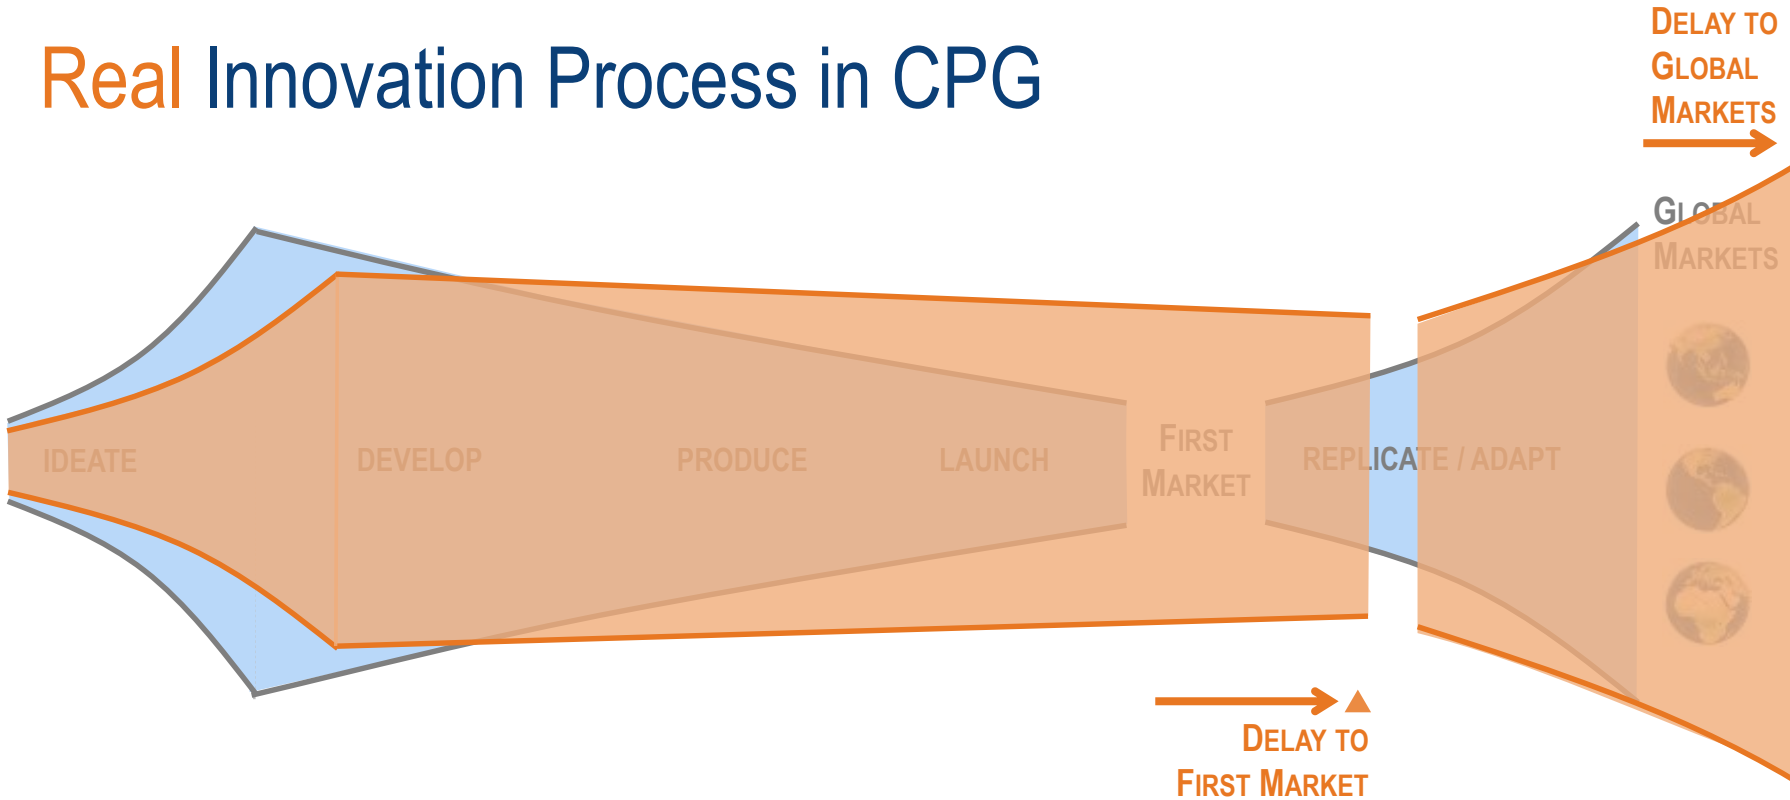 Real Innovation Process in CPG
DELAY TO
GLOBAL
MARKETS
GLOBAL
MARKETS
IDEATE
DEVELOP
PRODUCE
LAUNCH
FIRST
MARKET
REPLICATE / ADAPT
DELAY TO
FIRST MARKET